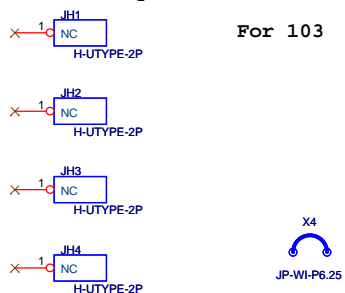 JH1
For 103
1
NC
H-UTYPE-2P
JH2
1
NC
H-UTYPE-2P
JH3
1
NC
H-UTYPE-2P
X4
JH4
1
NC
JP-WI-P6.25
H-UTYPE-2P